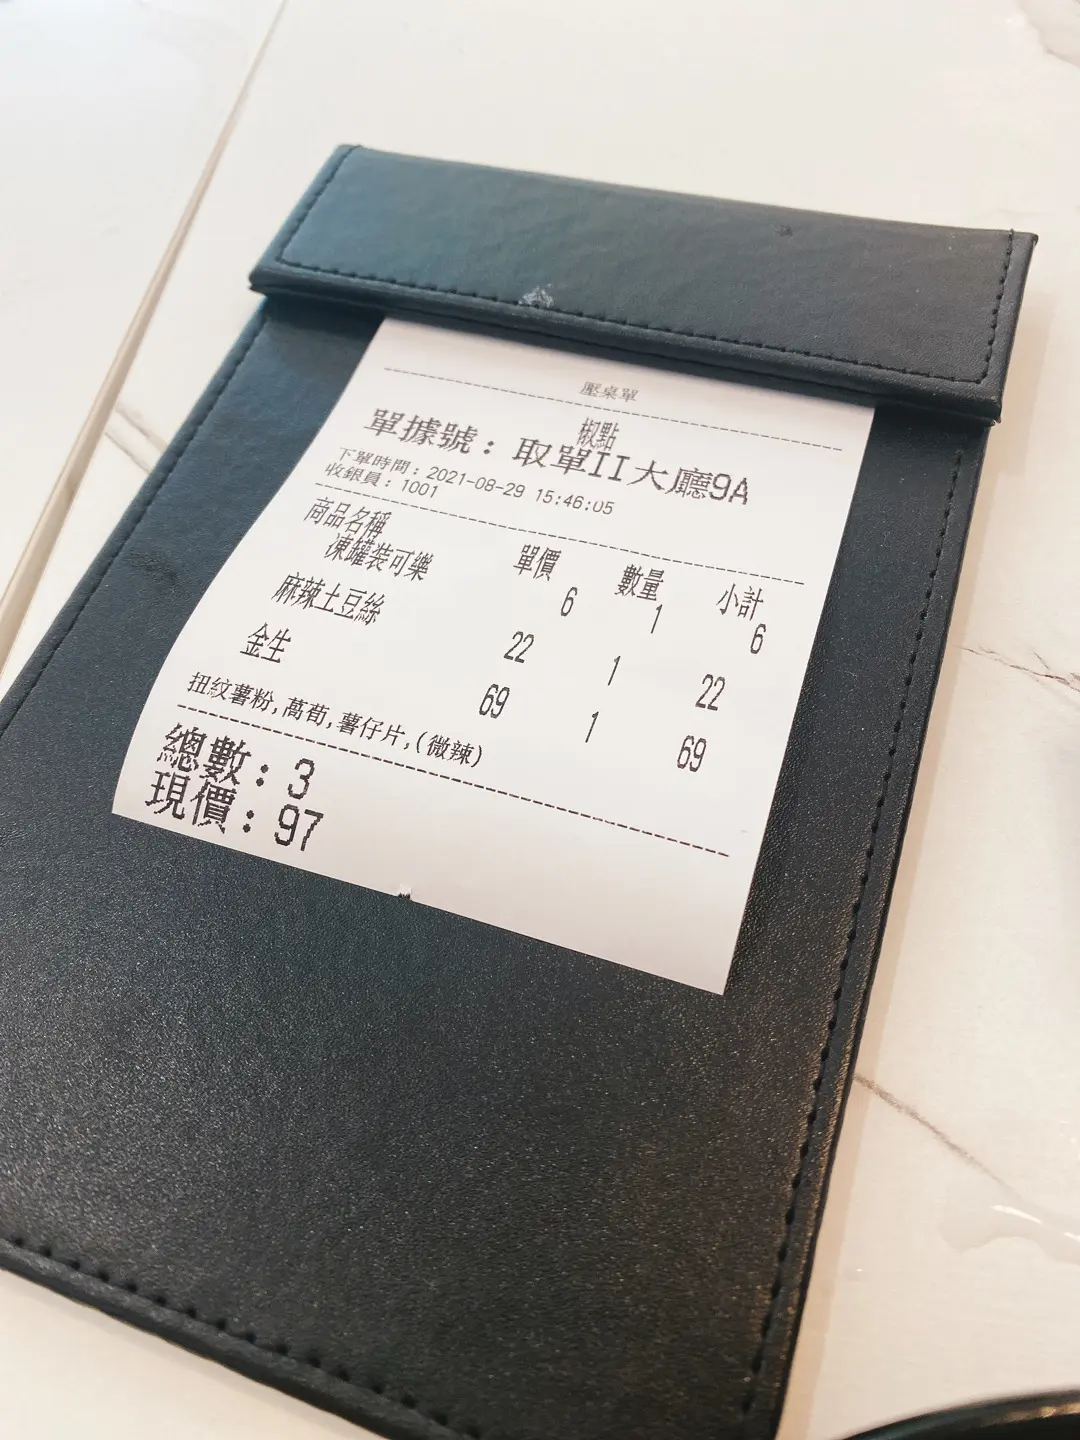 壓桌單
椒點
單據號: 取單II大廳9A
下單時間: 2021-08-29 15:46:05
收銀員: 1001
商品名稱 單價 數量 小計
凍罐裝可樂 6 1 6
麻辣土豆絲 22 1 22
金生 69 1 69
扭紋薯粉,萵荀,薯仔片,(微辣)
總數: 3
現價: 97